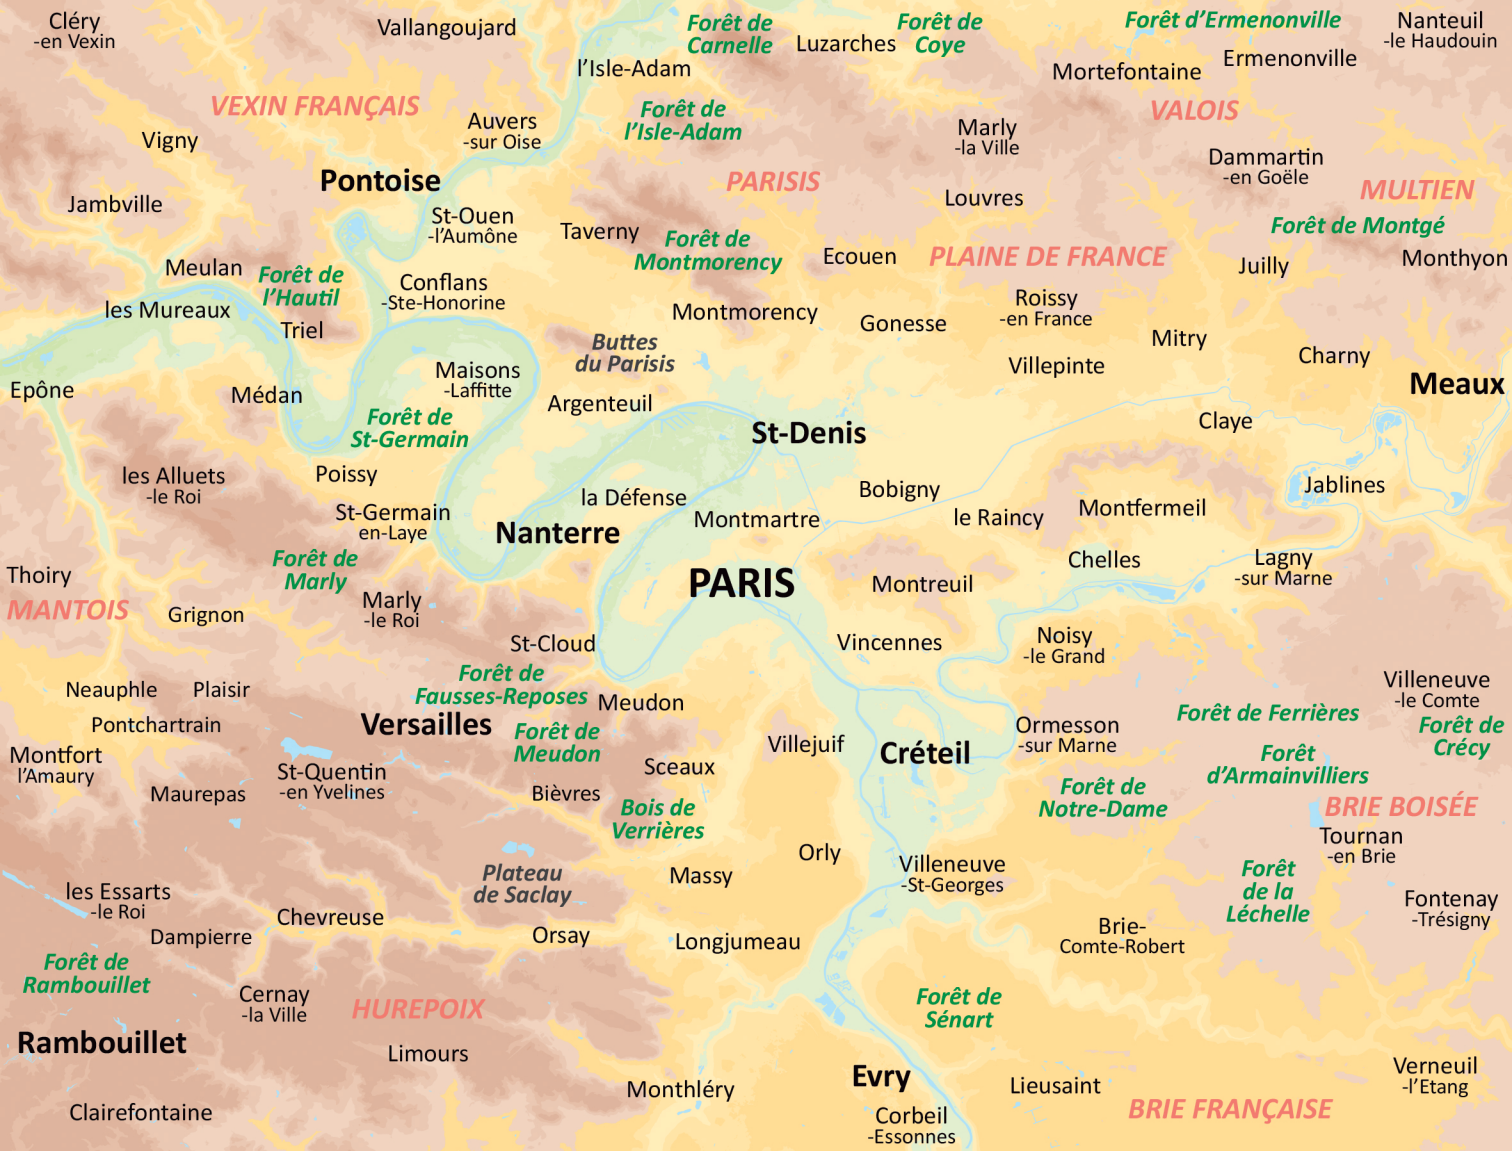 Cléry
-en Vexin
Vallangoujard
Forêt de
Carnelle
Luzarches
Forêt de
Coye
Forêt d'Ermenonville
Nanteuil
-le Haudouin
l'Isle-Adam
Mortefontaine
Ermenonville
VEXIN FRANÇAIS
Forêt de
l'Isle-Adam
VALOIS
Vigny
Auvers
-sur Oise
Marly
-la Ville
Dammartin
-en Goële
Pontoise
PARISIS
MULTIEN
Jambville
St-Ouen
-l'Aumône
Taverny
Louvres
Forêt de Montgé
Forêt de
Montmorency
Ecouen
PLAINE DE FRANCE
Juilly
Monthyon
Meulan
Forêt de
l'Hautil
Conflans
-Ste-Honorine
les Mureaux
Triel
Montmorency
Gonesse
Roissy
-en France
Mitry
Buttes
du Parisis
Villepinte
Charny
Epône
Médan
Maisons
-Laffitte
Argenteuil
Meaux
Forêt de
St-Germain
St-Denis
Claye
les Alluets
-le Roi
Poissy
la Défense
Bobigny
Jablines
St-Germain
en-Laye
Nanterre
Montmartre
le Raincy
Montfermeil
Forêt de
Marly
Chelles
Lagny
-sur Marne
Thoiry
PARIS
Montreuil
MANTOIS
Grignon
Marly
-le Roi
St-Cloud
Vincennes
Noisy
-le Grand
Neauphle
Plaisir
Forêt de
Fausses-Reposes
Meudon
Villeneuve
-le Comte
Pontchartrain
Versailles
Forêt de
Meudon
Villejuif
Créteil
Ormesson
-sur Marne
Forêt de Ferrières
Forêt de
Crécy
Montfort
l'Amaury
St-Quentin
-en Yvelines
Sceaux
Forêt
d'Armainvilliers
Maurepas
Bièvres
Bois de
Verrières
Forêt de
Notre-Dame
BRIE BOISÉE
Tournan
-en Brie
Orly
Plateau
de Saclay
Massy
Villeneuve
-St-Georges
Forêt
de la
Léchelle
les Essarts
-le Roi
Chevreuse
Fontenay
-Trésigny
Dampierre
Orsay
Longjumeau
Brie-
Comte-Robert
Forêt de
Rambouillet
Cernay
-la Ville
HUREPOIX
Forêt de
Sénart
Rambouillet
Limours
Evry
Lieusaint
Verneuil
-l'Etang
Monthléry
Clairefontaine
Corbeil
-Essonnes
BRIE FRANÇAISE